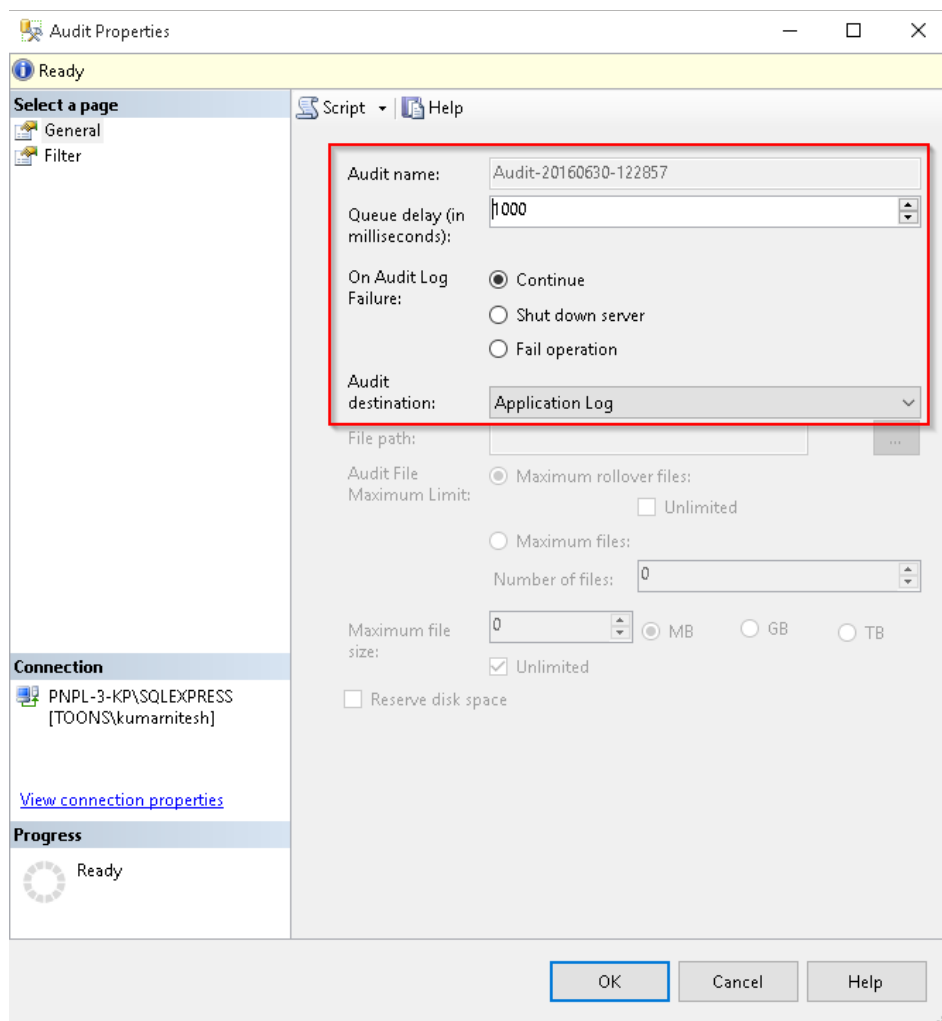 Audit Properties
Ready
Select a page
General
Filter
Script
Help
Audit name:
Audit-20160630-122857
Queue delay (in
milliseconds):
1000
On Audit Log
Failure:
Continue
Shut down server
Fail operation
Audit
destination:
Application Log
File path:
...
Audit File
Maximum Limit:
Maximum rollover files:
Unlimited
Maximum files:
Number of files:
0
Maximum file
size:
0
MB
GB
TB
Unlimited
Reserve disk space
Connection
PNPL-3-KP\SQLEXPRESS
[TOONS\kumarnitesh]
View connection properties
Progress
Ready
OK
Cancel
Help